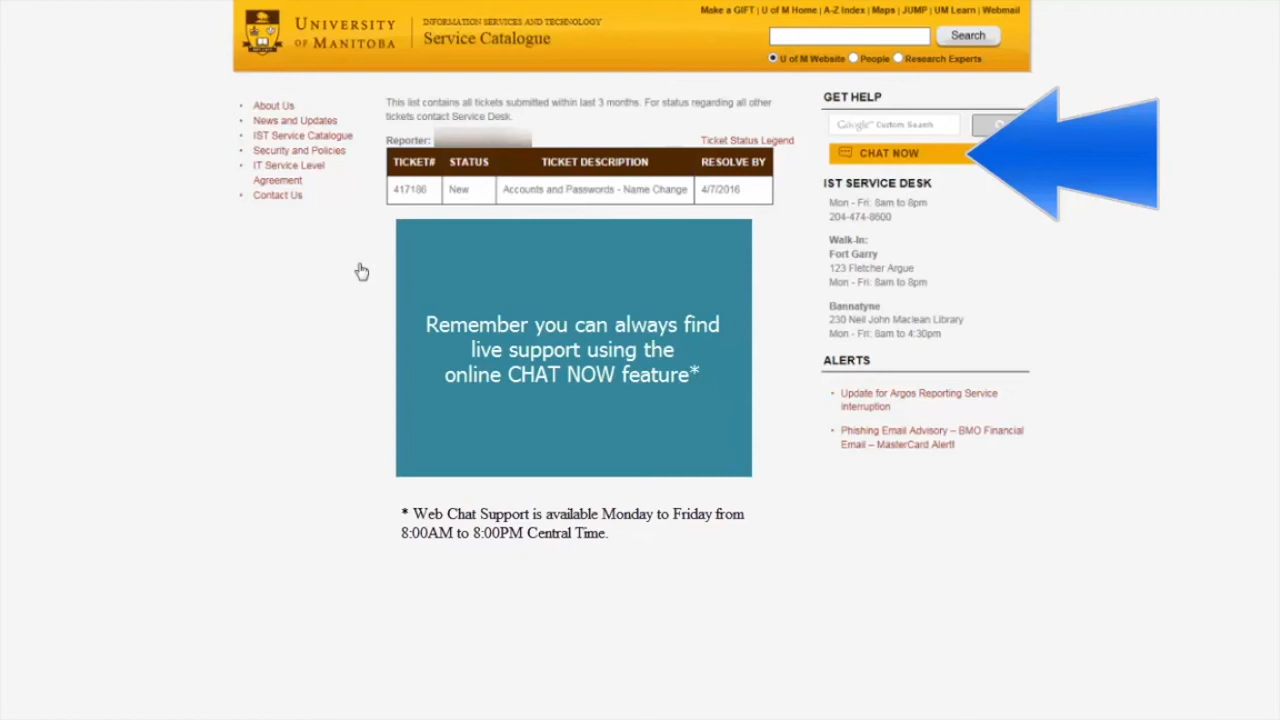 UNIVERSITY
OF MANITOBA
INFORMATION SERVICES AND TECHNOLOGY
Service Catalogue
Make a GIFT | U of M Home | A-Z Index | Maps | JUMP | UM Learn | Webmail
Search
U of M Website People Research Experts
About Us
News and Updates
IST Service Catalogue
Security and Policies
IT Service Level
Agreement
Contact Us
This list contains all tickets submitted within last 3 months. For status regarding all other
tickets contact Service Desk.
Reporter:
Ticket Status Legend
TICKET# STATUS TICKET DESCRIPTION RESOLVE BY
417186 New Accounts and Passwords - Name Change 4/7/2016
Remember you can always find
live support using the
online CHAT NOW feature*
* Web Chat Support is available Monday to Friday from
8:00AM to 8:00PM Central Time.
GET HELP
Google™ Custom Search
CHAT NOW
IST SERVICE DESK
Mon - Fri: 8am to 8pm
204-474-8600
Walk-In:
Fort Garry
123 Fletcher Argue
Mon - Fri: 8am to 8pm
Bannatyne
230 Neil John Maclean Library
Mon - Fri: 8am to 4:30pm
ALERTS
Update for Argos Reporting Service
interruption
Phishing Email Advisory – BMO Financial
Email – MasterCard Alert!